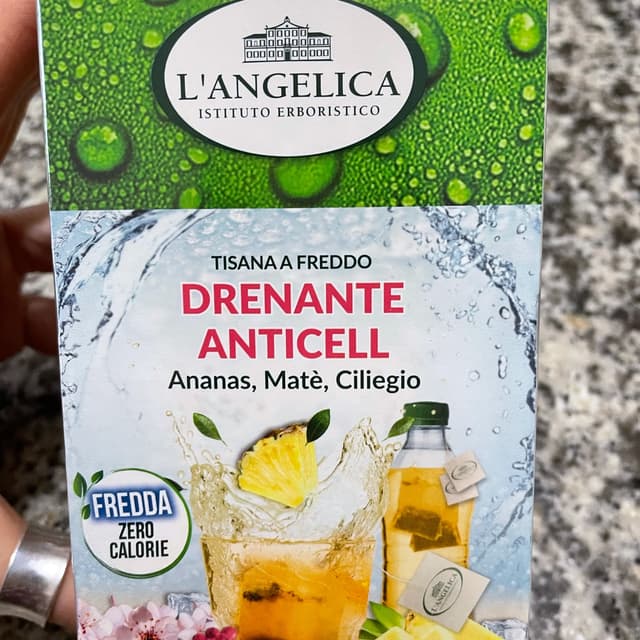 L'ANGELICA
ISTITUTO ERBORISTICO
TISANA A FREDDO
DRENANTE
ANTICELL
Ananas, Matè, Ciliegio
FREDDA
ZERO
CALORIE